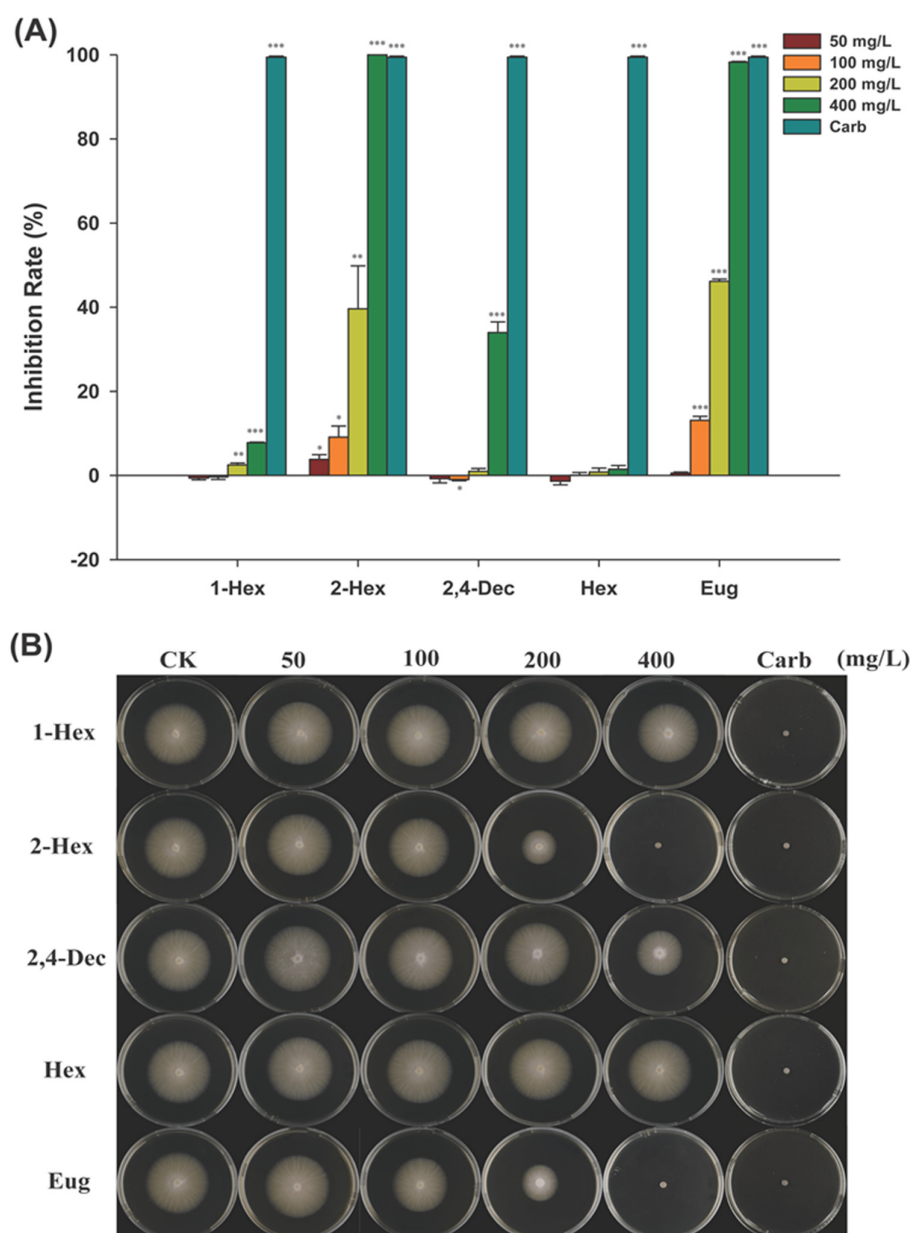 (A)
100
80
60
40
20
0
-20
Inhibition Rate (%)
*** *** *** *** *** *** ***
** *** * * ** * *** *** ***
50 mg/L
100 mg/L
200 mg/L
400 mg/L
Carb
1-Hex 2-Hex 2,4-Dec Hex Eug
(B)
CK 50 100 200 400 Carb (mg/L)
1-Hex
2-Hex
2,4-Dec
Hex
Eug